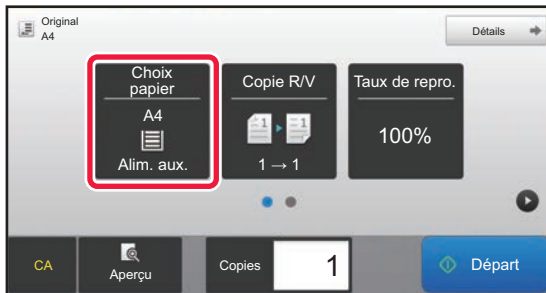 Original
A4
Détails
Choix
papier
A4
Alim. aux.
Copie R/V
1 → 1
Taux de repro.
100%
CA
Aperçu
Copies
1
Départ